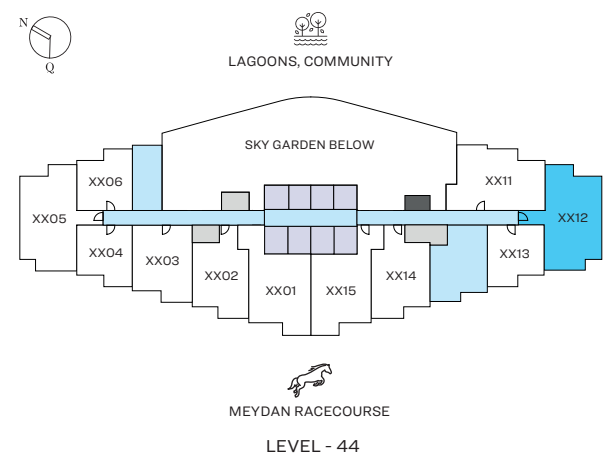 N
Q
LAGOONS, COMMUNITY
SKY GARDEN BELOW
XX06
XX11
XX05
XX12
XX04
XX03
XX02
XX01
XX15
XX14
XX13
MEYDAN RACECOURSE
LEVEL - 44